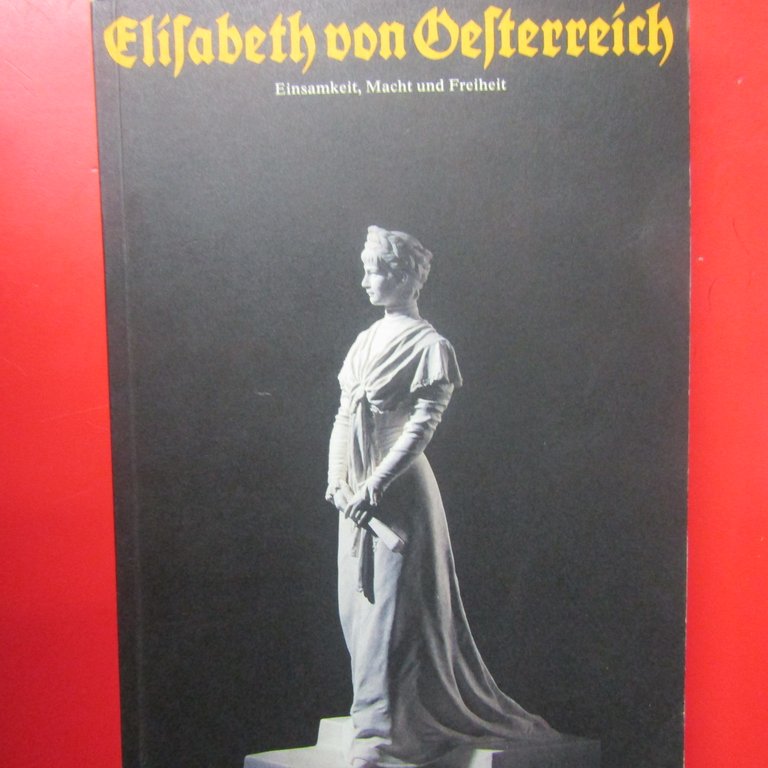 Eliſabeth von Oeſterreich
Einsamkeit, Macht und Freiheit